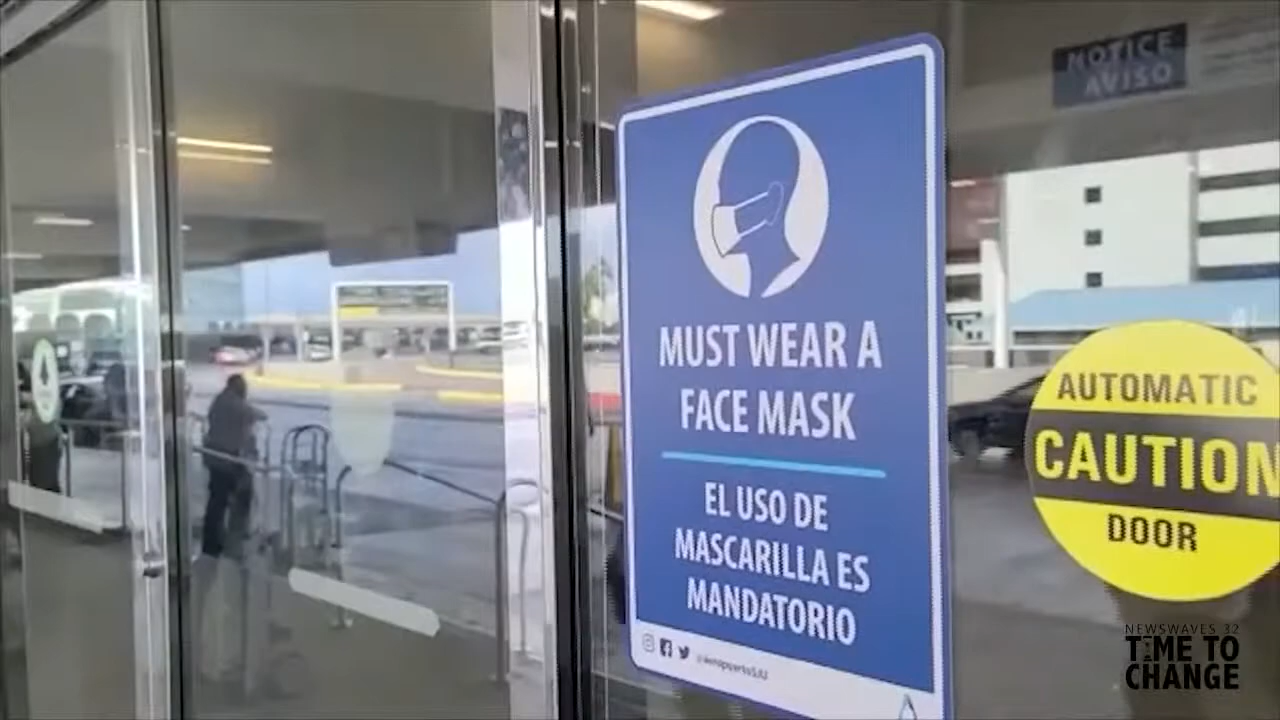 NOTICE
AVISO
MUST WEAR A
FACE MASK
EL USO DE
MASCARILLA ES
MANDATORIO
@aeropuertoSJU
AUTOMATIC
CAUTION
DOOR
NEWSWAVES 32
TIME TO
CHANGE